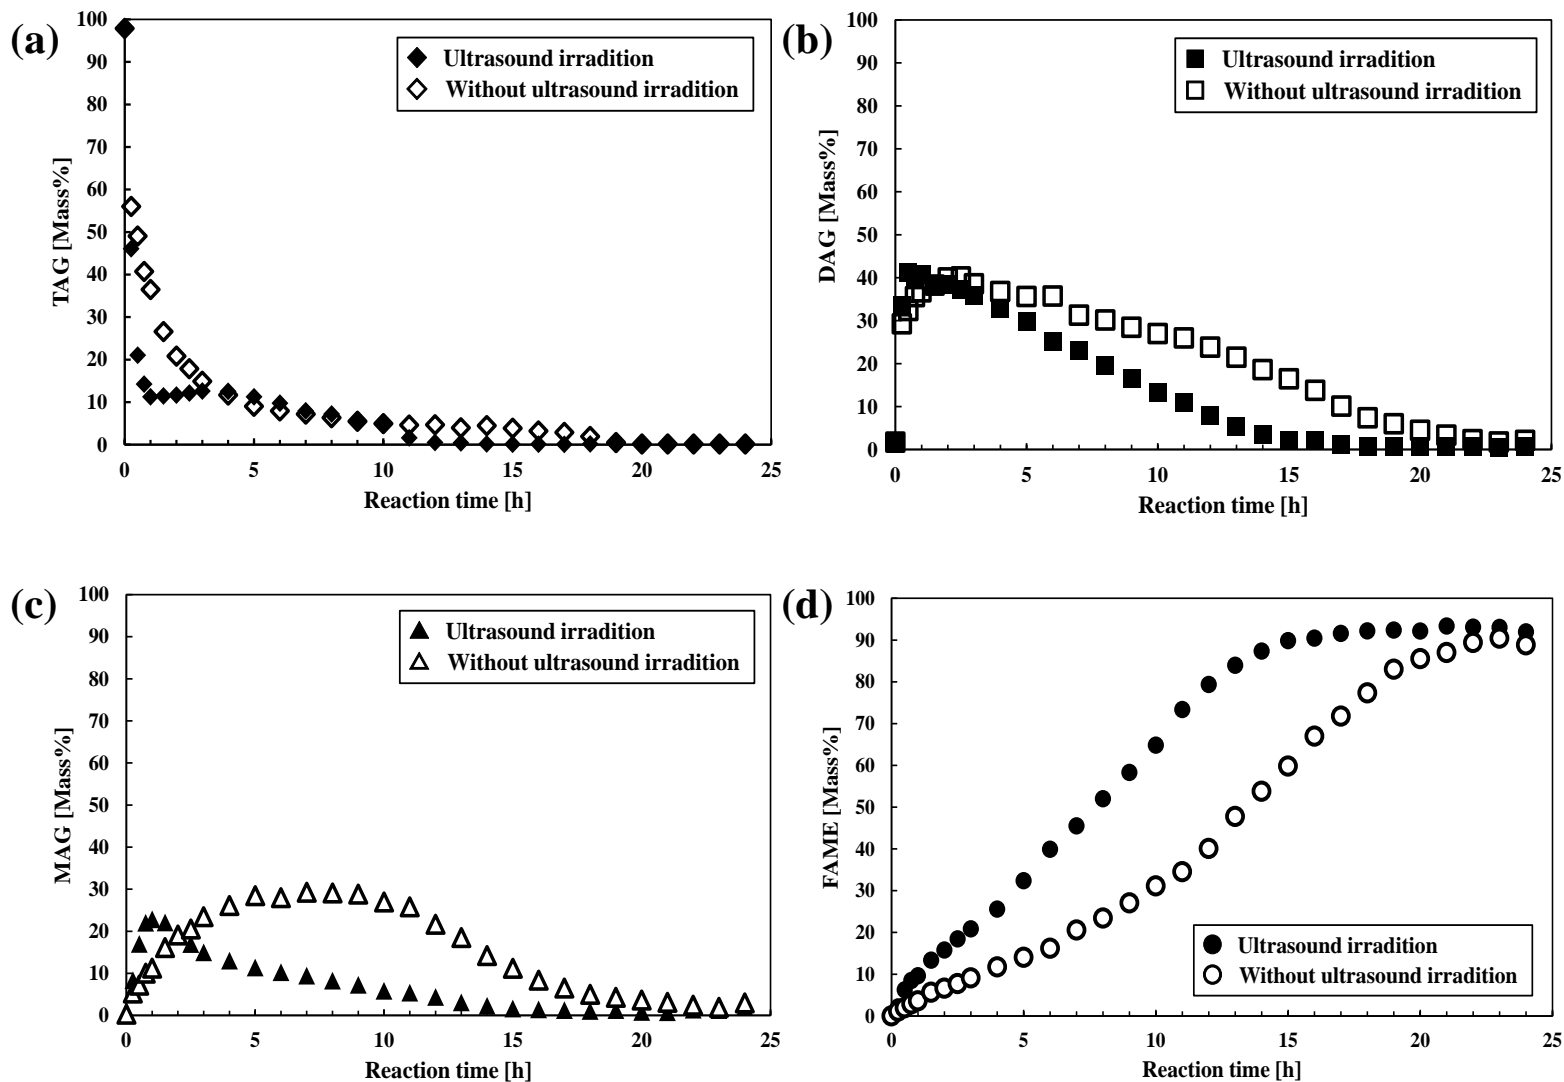 (a)
100
90
80
70
60
50
40
30
20
10
0
TAG [Mass%]
Ultrasound irradition
Without ultrasound irradition
0 5 10 15 20 25
Reaction time [h]
(b)
100
90
80
70
60
50
40
30
20
10
0
DAG [Mass%]
Ultrasound irradition
Without ultrasound irradition
0 5 10 15 20 25
Reaction time [h]
(c)
100
90
80
70
60
50
40
30
20
10
0
MAG [Mass%]
Ultrasound irradition
Without ultrasound irradition
0 5 10 15 20 25
Reaction time [h]
(d)
100
90
80
70
60
50
40
30
20
10
0
FAME [Mass%]
Ultrasound irradition
Without ultrasound irradition
0 5 10 15 20 25
Reaction time [h]